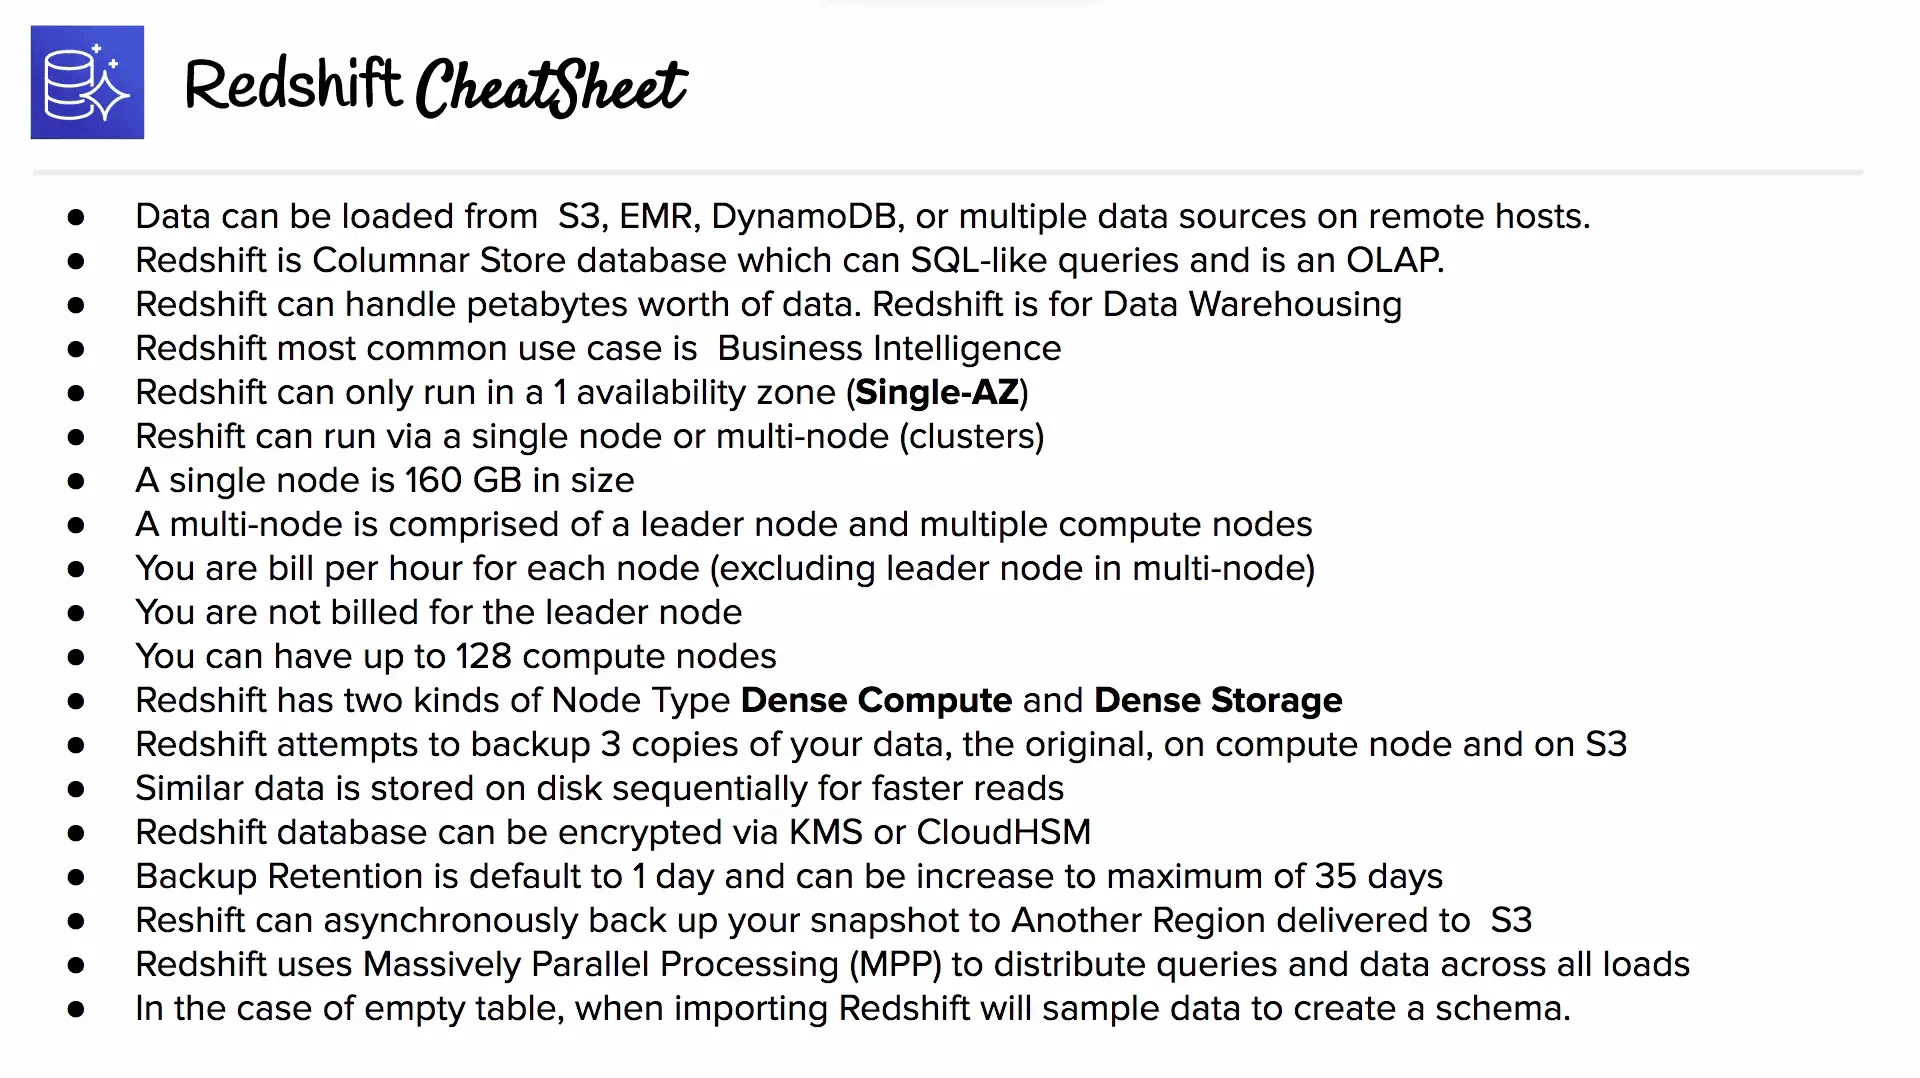 Redshift CheatSheet
● Data can be loaded from  S3, EMR, DynamoDB, or multiple data sources on remote hosts.
● Redshift is Columnar Store database which can SQL-like queries and is an OLAP.
● Redshift can handle petabytes worth of data. Redshift is for Data Warehousing
● Redshift most common use case is  Business Intelligence
● Redshift can only run in a 1 availability zone (Single-AZ)
● Reshift can run via a single node or multi-node (clusters)
● A single node is 160 GB in size
● A multi-node is comprised of a leader node and multiple compute nodes
● You are bill per hour for each node (excluding leader node in multi-node)
● You are not billed for the leader node
● You can have up to 128 compute nodes
● Redshift has two kinds of Node Type Dense Compute and Dense Storage
● Redshift attempts to backup 3 copies of your data, the original, on compute node and on S3
● Similar data is stored on disk sequentially for faster reads
● Redshift database can be encrypted via KMS or CloudHSM
● Backup Retention is default to 1 day and can be increase to maximum of 35 days
● Reshift can asynchronously back up your snapshot to Another Region delivered to  S3
● Redshift uses Massively Parallel Processing (MPP) to distribute queries and data across all loads
● In the case of empty table, when importing Redshift will sample data to create a schema.